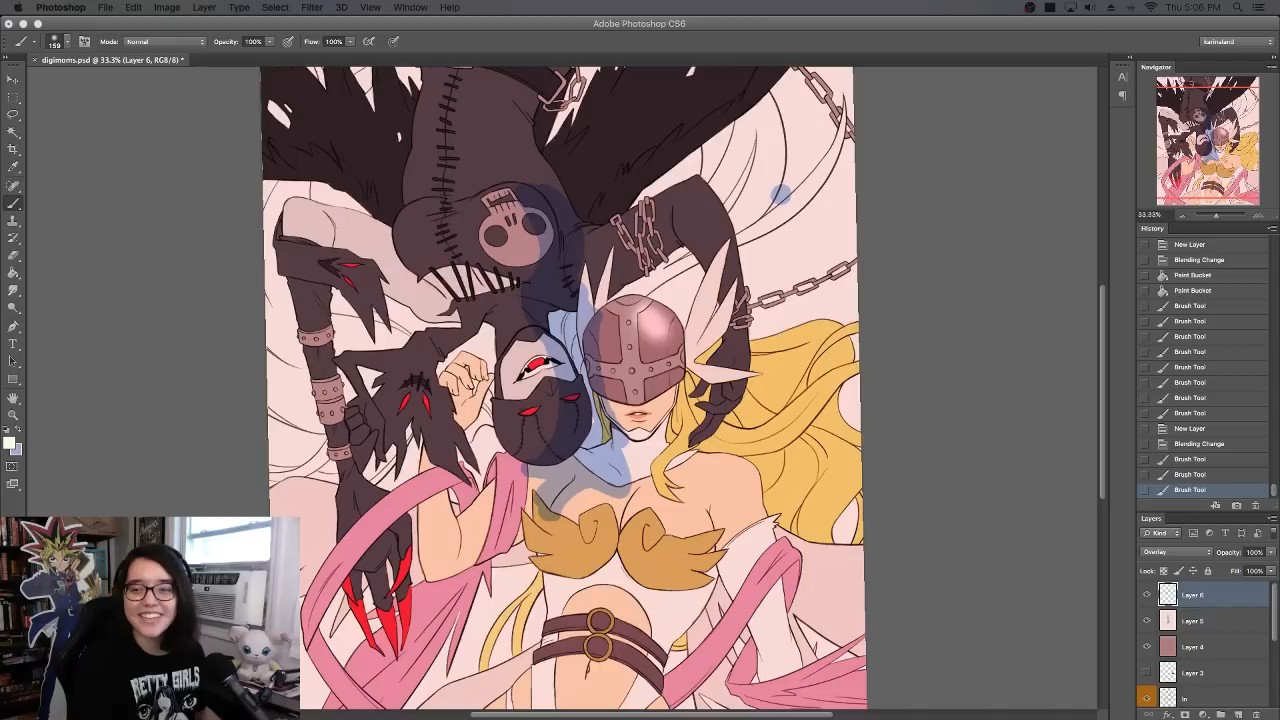 Photoshop File Edit Image Layer Type Select Filter 3D View Window Help Thu 5:06 PM
Adobe Photoshop CS6
159 Mode: Normal Opacity: 100% Flow: 100% karinsland
digimoms.psd @ 33.3% (Layer 6, RGB/8) *
Navigator
33.33%
History
New Layer
Blending Change
Paint Bucket
Paint Bucket
Brush Tool
Brush Tool
Brush Tool
Brush Tool
Brush Tool
Brush Tool
Brush Tool
Brush Tool
New Layer
Blending Change
Brush Tool
Brush Tool
Brush Tool
Layers
Kind
Overlay Opacity: 100%
Lock: Fill: 100%
Layer 6
Layer 5
Layer 4
Layer 3
in